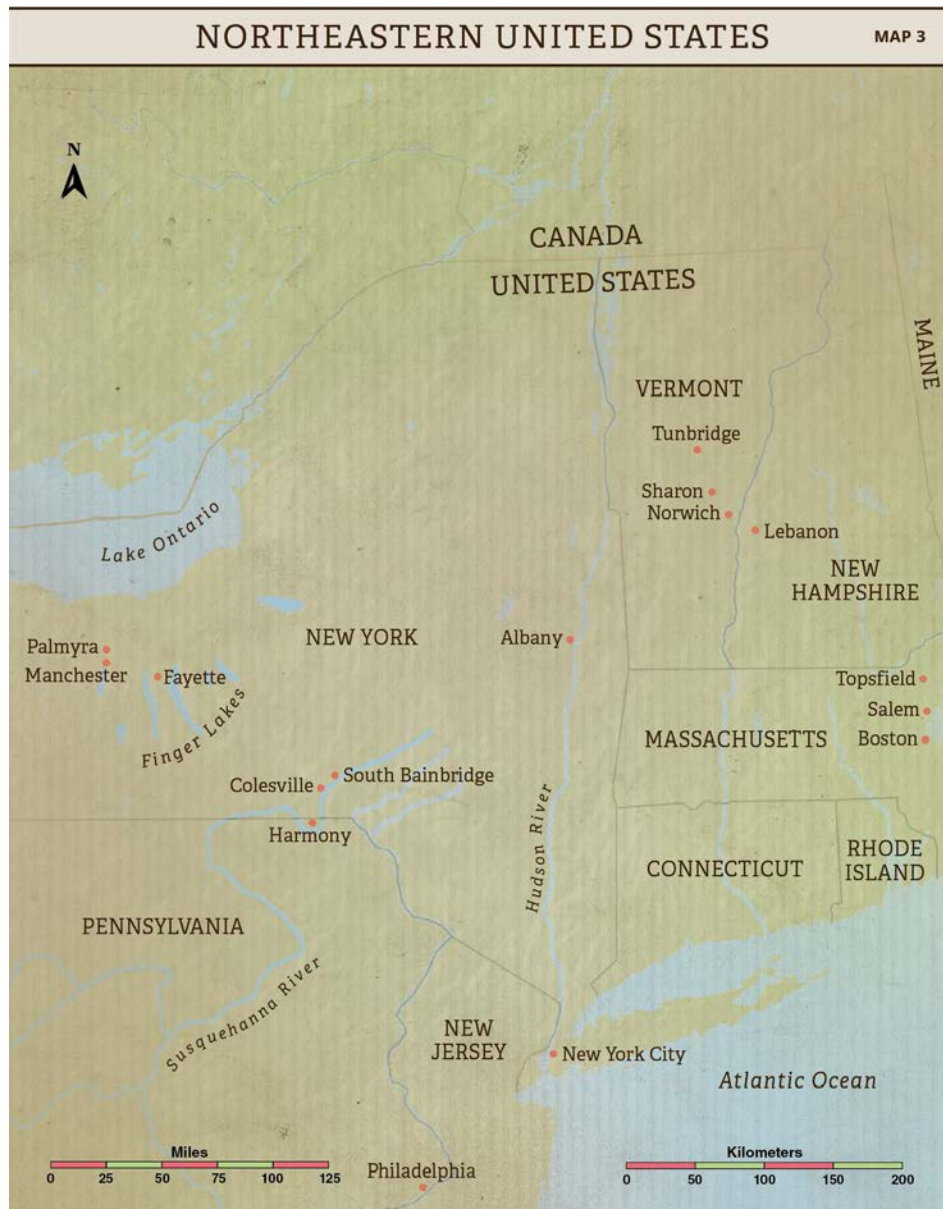 NORTHEASTERN UNITED STATES
MAP 3
N
CANADA
UNITED STATES
MAINE
VERMONT
Tunbridge
Sharon
Norwich
Lebanon
Lake Ontario
NEW
HAMPSHIRE
NEW YORK
Albany
Palmyra
Manchester
Fayette
Finger Lakes
Topsfield
Salem
Boston
MASSACHUSETTS
South Bainbridge
Colesville
Harmony
Hudson River
CONNECTICUT
RHODE
ISLAND
PENNSYLVANIA
Susquehanna River
NEW
JERSEY
New York City
Atlantic Ocean
Miles
0 25 50 75 100 125
Philadelphia
Kilometers
0 50 100 150 200